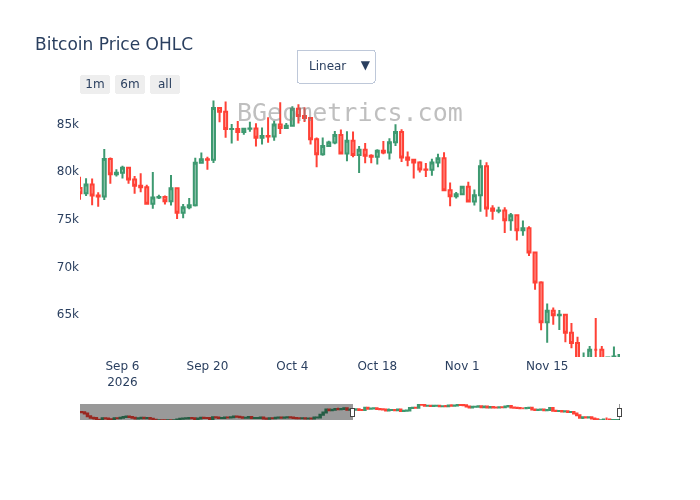 Bitcoin Price OHLC
Linear ▼
1m 6m all
BGeometrics.com
85k
80k
75k
70k
65k
Sep 6 Sep 20 Oct 4 Oct 18 Nov 1 Nov 15
2026